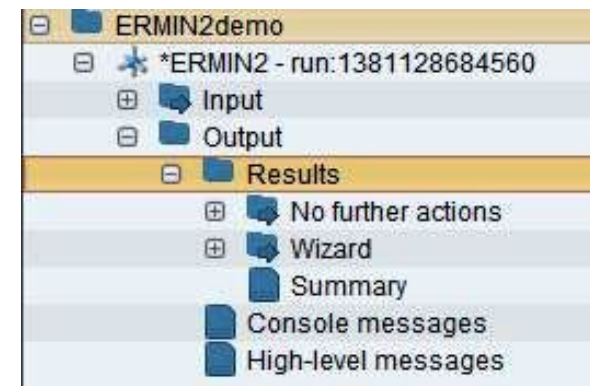 ERMIN2demo
*ERMIN2 - run:1381128684560
Input
Output
Results
No further actions
Wizard
Summary
Console messages
High-level messages